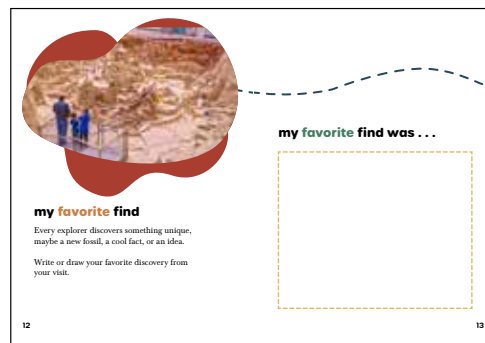 my favorite find
Every explorer discovers something unique,
maybe a new fossil, a cool fact, or an idea.
Write or draw your favorite discovery from
your visit.
12
my favorite find was . . .
13